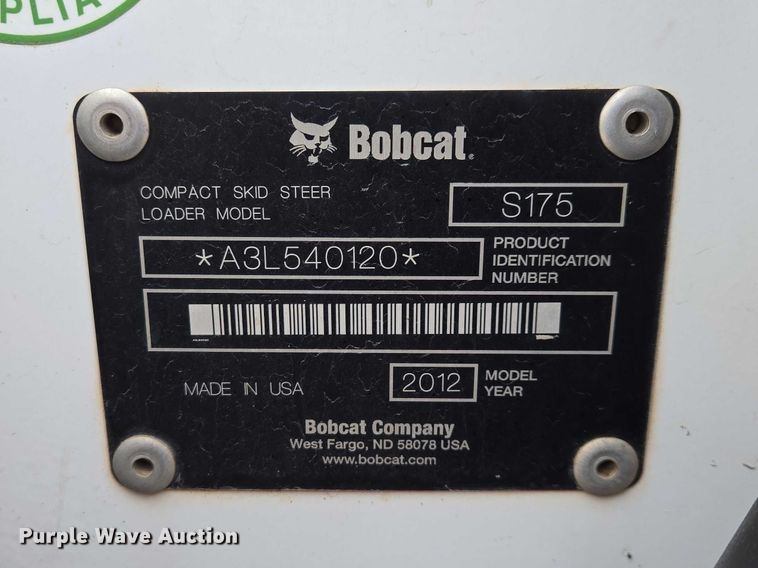 PLIA
Bobcat®
COMPACT SKID STEER
LOADER MODEL
S175
*A3L540120*
PRODUCT
IDENTIFICATION
NUMBER
MADE IN USA
2012
MODEL
YEAR
Bobcat Company
West Fargo, ND 58078 USA
www.bobcat.com
Purple Wave Auction